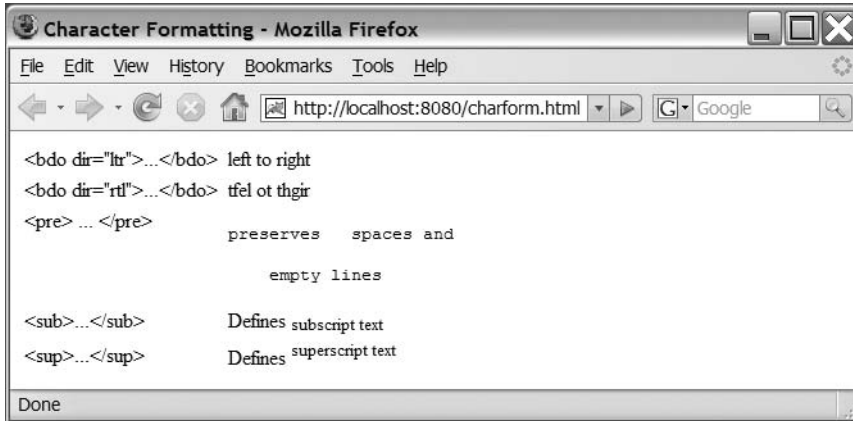 Character Formatting - Mozilla Firefox
File Edit View History Bookmarks Tools Help
http://localhost:8080/charform.html G Google
<bdo dir="ltr">...</bdo> left to right
<bdo dir="rtl">...</bdo> tfel ot thgir
<pre> ... </pre>
preserves   spaces and
empty lines
<sub>...</sub> Defines subscript text
<sup>...</sup> Defines superscript text
Done